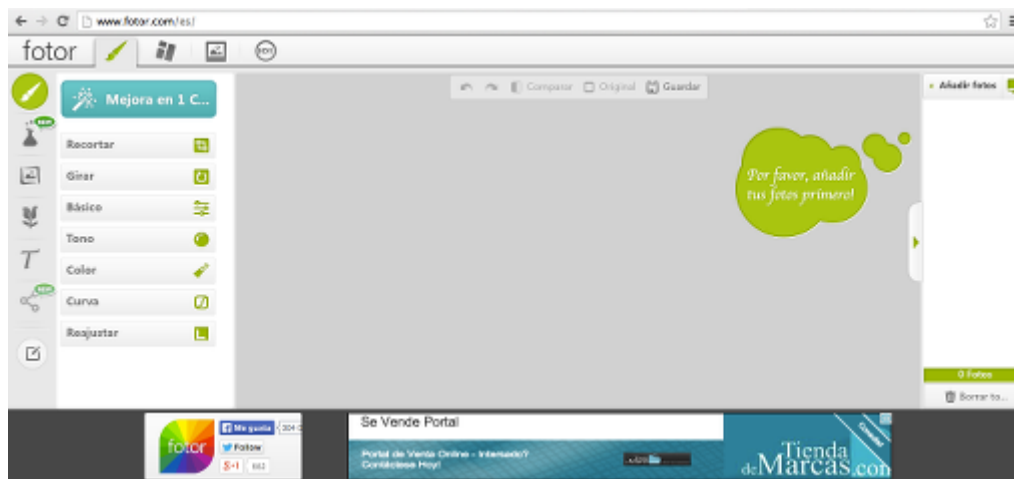 www.fotor.com/es/
fotor
Comparar Original Guardar
Añadir fotos
Mejora en 1 C...
Recortar
Girar
Básico
Tono
Color
Curva
Reajustar
T
Por favor, añadir
tus fotos primero!
0 Fotos
Borrar to...
fotor
Me gusta
Follow
+1
Se Vende Portal
Portal de Venta Online - Interesado?
Contáctese Hoy!
Tienda
deMarcas.com